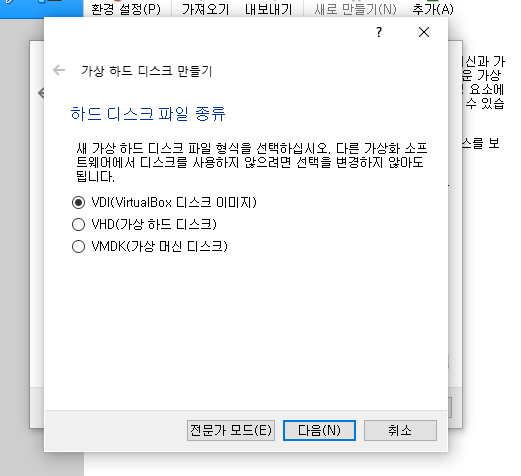 환경 설정(P) 가져오기 내보내기 새로 만들기(N) 추가(A)
?
가상 하드 디스크 만들기
하드 디스크 파일 종류
새 가상 하드 디스크 파일 형식을 선택하십시오. 다른 가상화 소프
트웨어에서 디스크를 사용하지 않으려면 선택을 변경하지 않아도
됩니다.
VDI(VirtualBox 디스크 이미지)
VHD(가상 하드 디스크)
VMDK(가상 머신 디스크)
전문가 모드(E) 다음(N) 취소
신과 가
운 가상
요소에
수 있습
스를 보